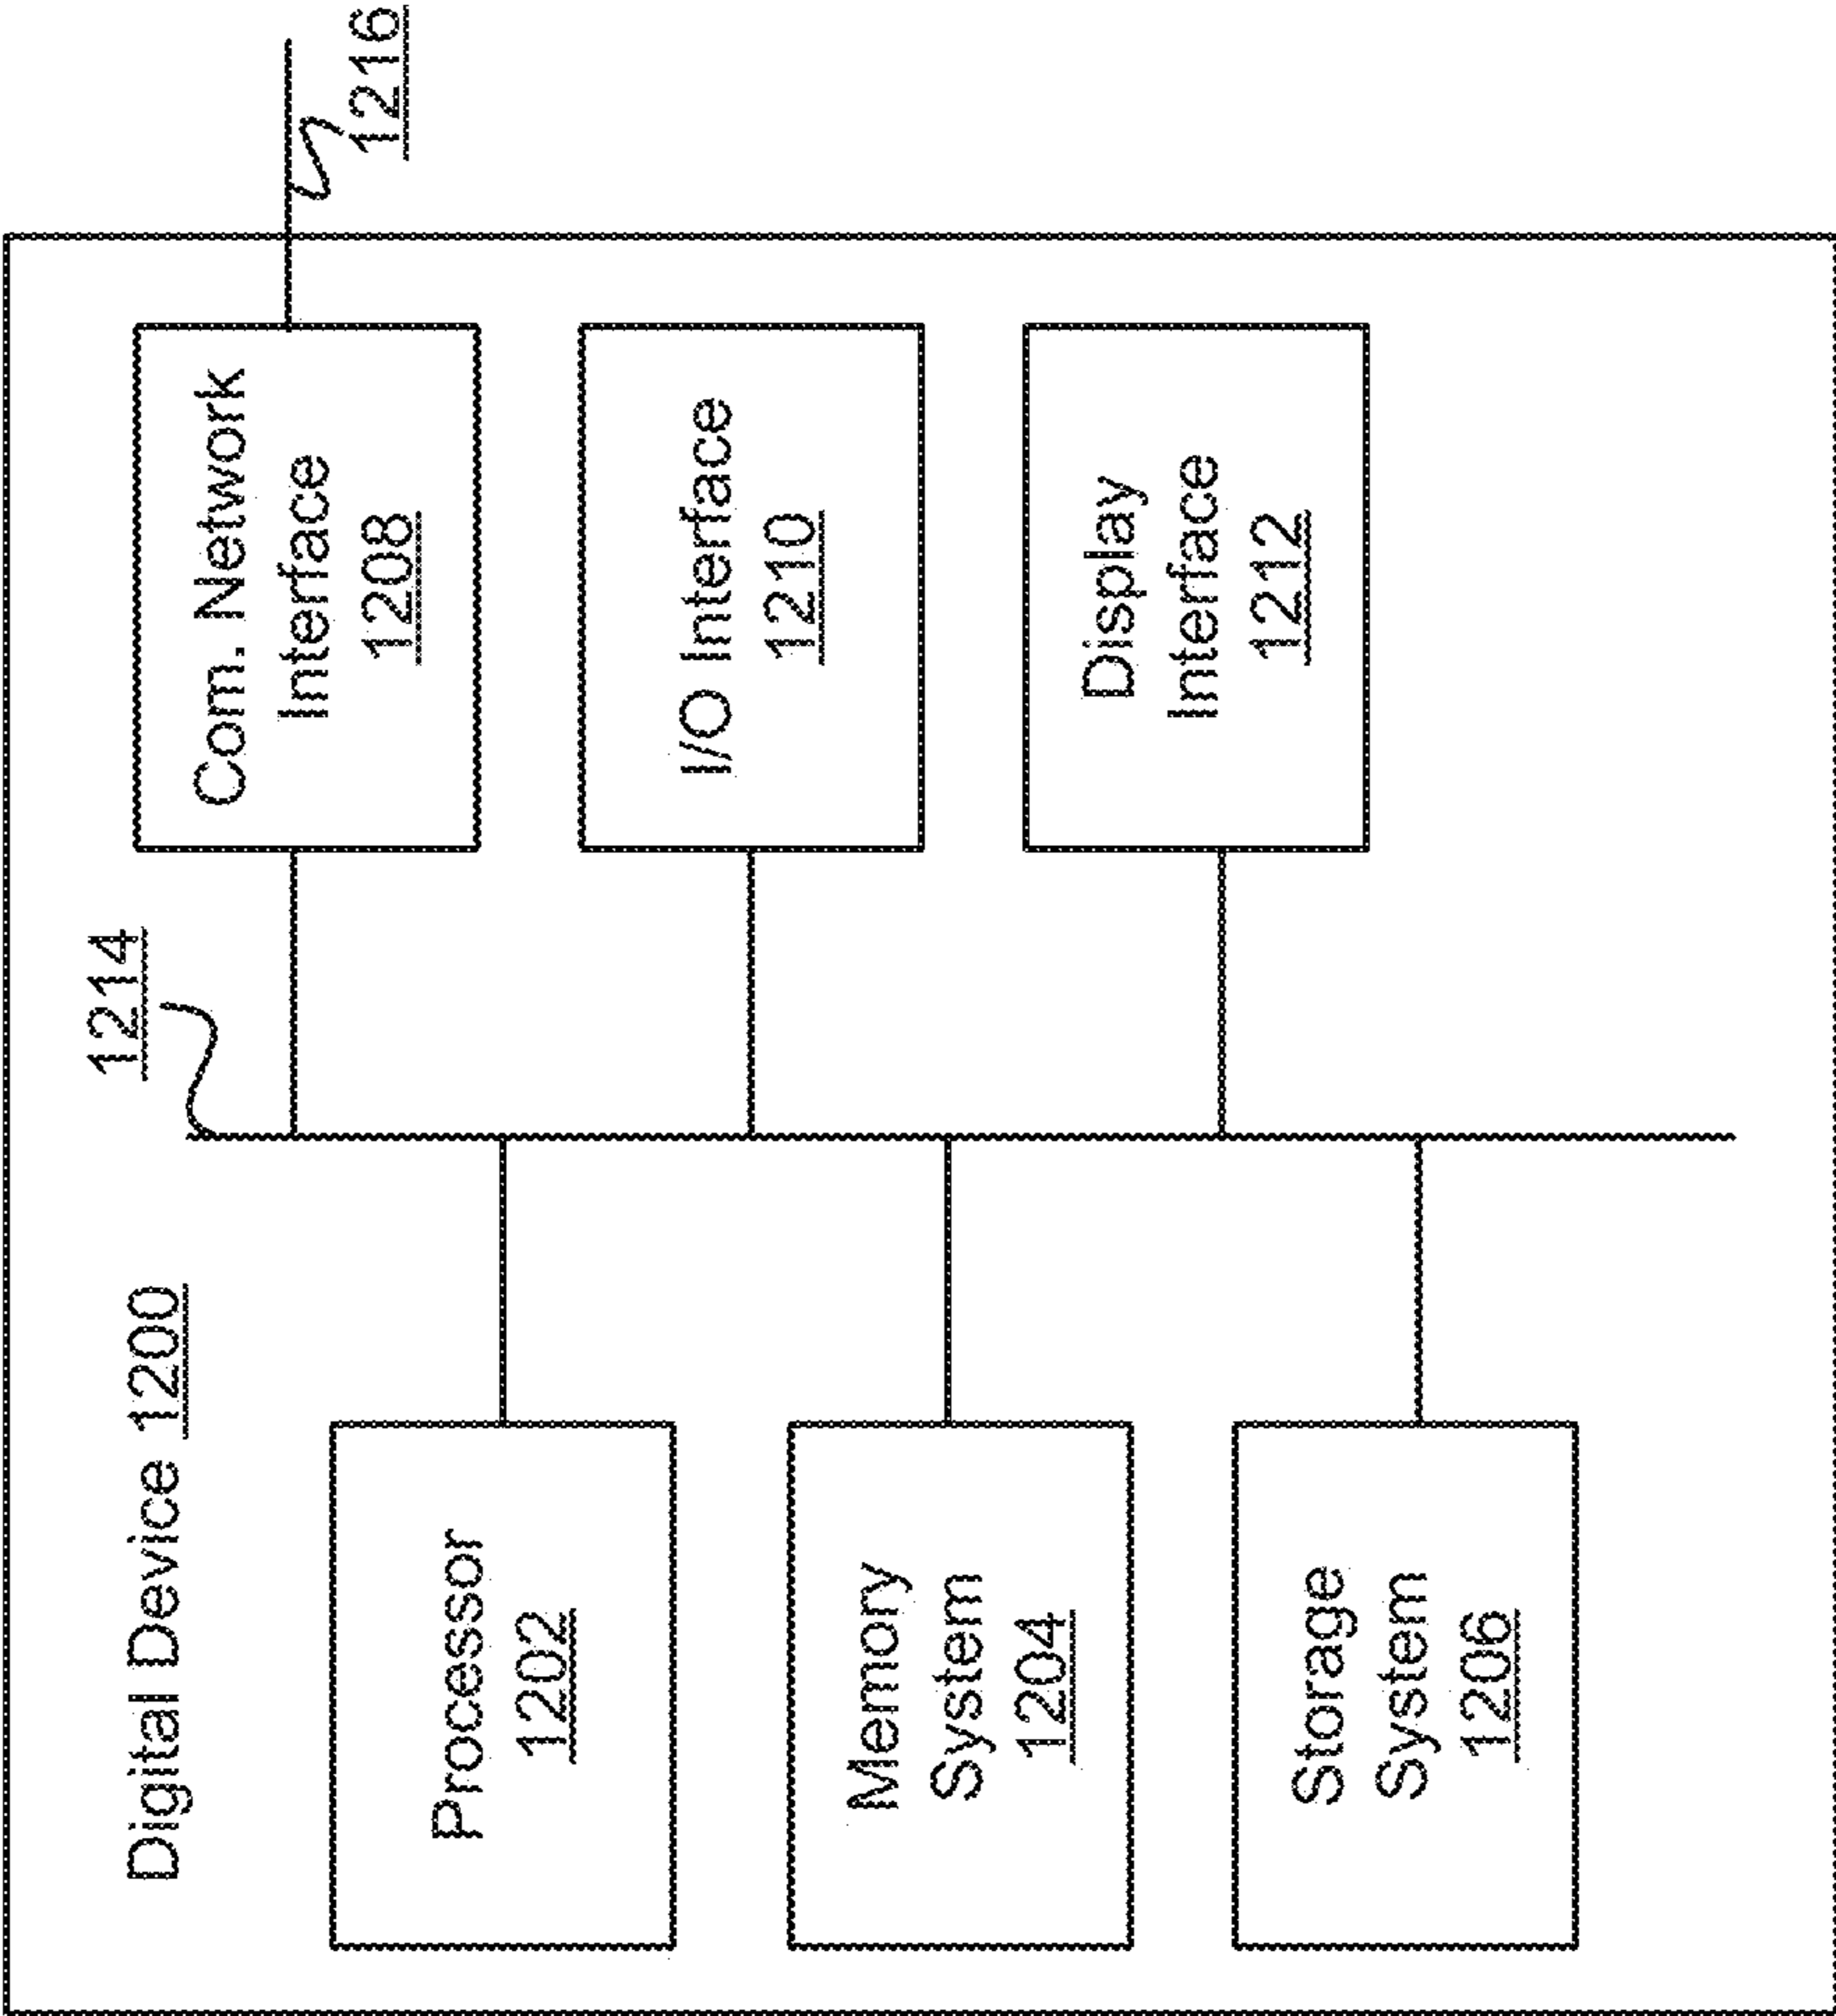 Digital Device 1200
1214
1216
Processor
1202
Memory
System
1204
Storage
System
1206
Com. Network
Interface
1208
I/O Interface
1210
Display
Interface
1212